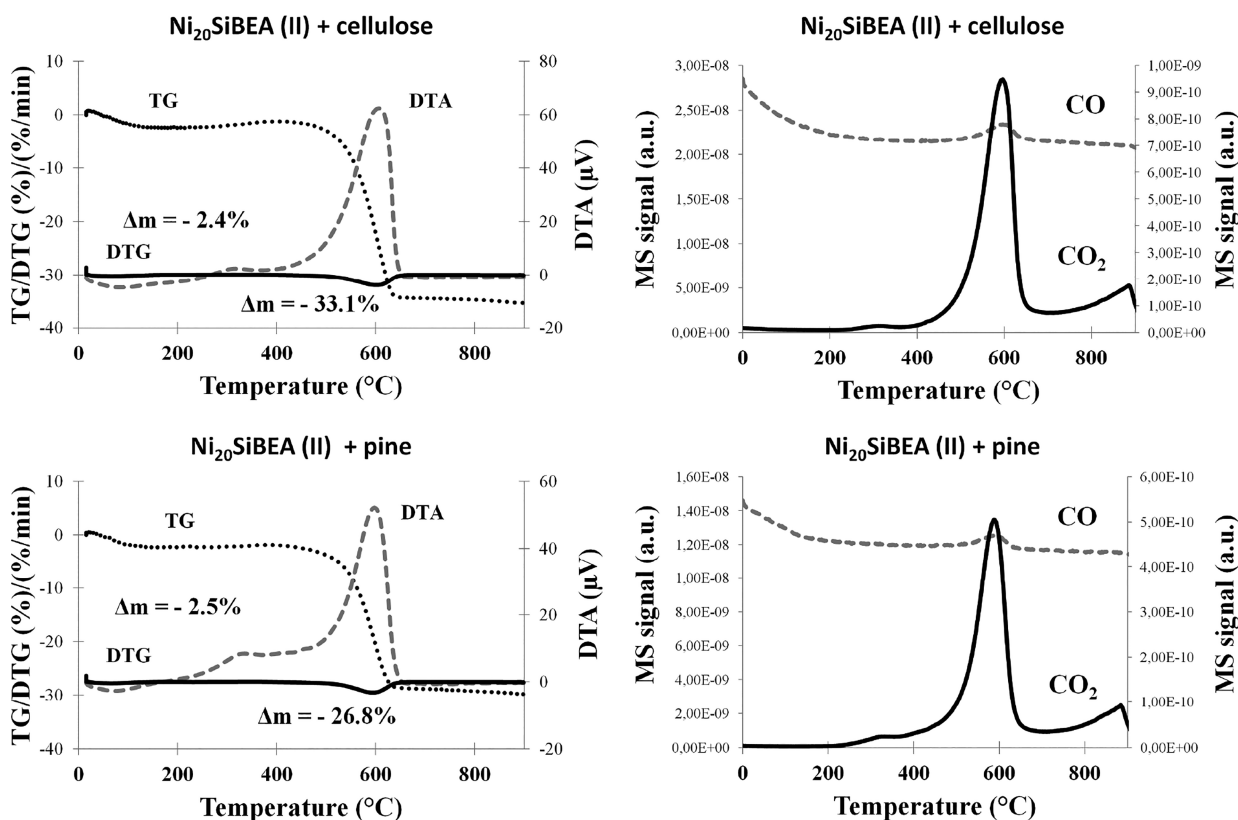 Ni₂₀SiBEA (II) + cellulose
TG/DTG (%)/(%/min)
10
0
-10
-20
-30
-40
TG
DTA
Δm = - 2.4%
DTG
Δm = - 33.1%
80
60
40
20
0
-20
DTA (µV)
0 200 400 600 800
Temperature (°C)
Ni₂₀SiBEA (II) + cellulose
MS signal (a.u.)
3,00E-08
2,50E-08
2,00E-08
1,50E-08
1,00E-08
5,00E-09
0,00E+00
CO
CO₂
1,00E-09
9,00E-10
8,00E-10
7,00E-10
6,00E-10
5,00E-10
4,00E-10
3,00E-10
2,00E-10
1,00E-10
0,00E+00
MS signal (a.u.)
0 200 400 600 800
Temperature (°C)
Ni₂₀SiBEA (II) + pine
TG/DTG (%)/(%/min)
10
0
-10
-20
-30
-40
TG
DTA
Δm = - 2.5%
DTG
Δm = - 26.8%
60
40
20
0
-20
DTA (µV)
0 200 400 600 800
Temperature (°C)
Ni₂₀SiBEA (II) + pine
MS signal (a.u.)
1,60E-08
1,40E-08
1,20E-08
1,00E-08
8,00E-09
6,00E-09
4,00E-09
2,00E-09
0,00E+00
CO
CO₂
6,00E-10
5,00E-10
4,00E-10
3,00E-10
2,00E-10
1,00E-10
0,00E+00
MS signal (a.u.)
0 200 400 600 800
Temperature (°C)